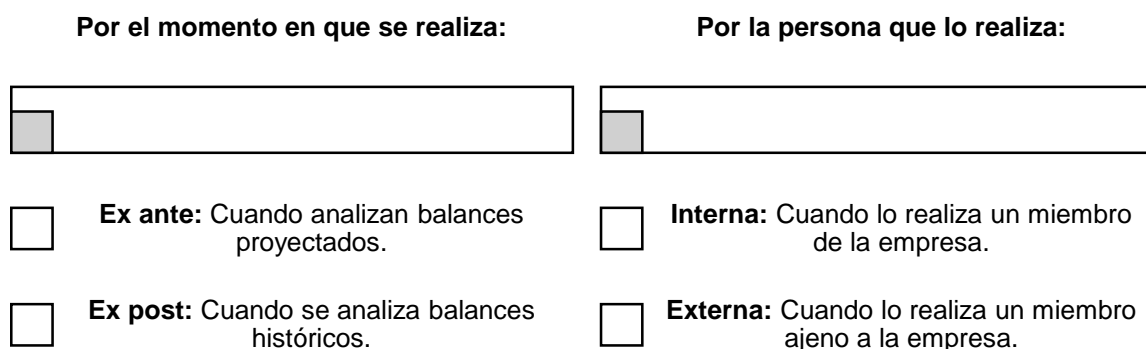 Por el momento en que se realiza:
Por la persona que lo realiza:
Ex ante: Cuando analizan balances
proyectados.
Interna: Cuando lo realiza un miembro
de la empresa.
Ex post: Cuando se analiza balances
históricos.
Externa: Cuando lo realiza un miembro
ajeno a la empresa.